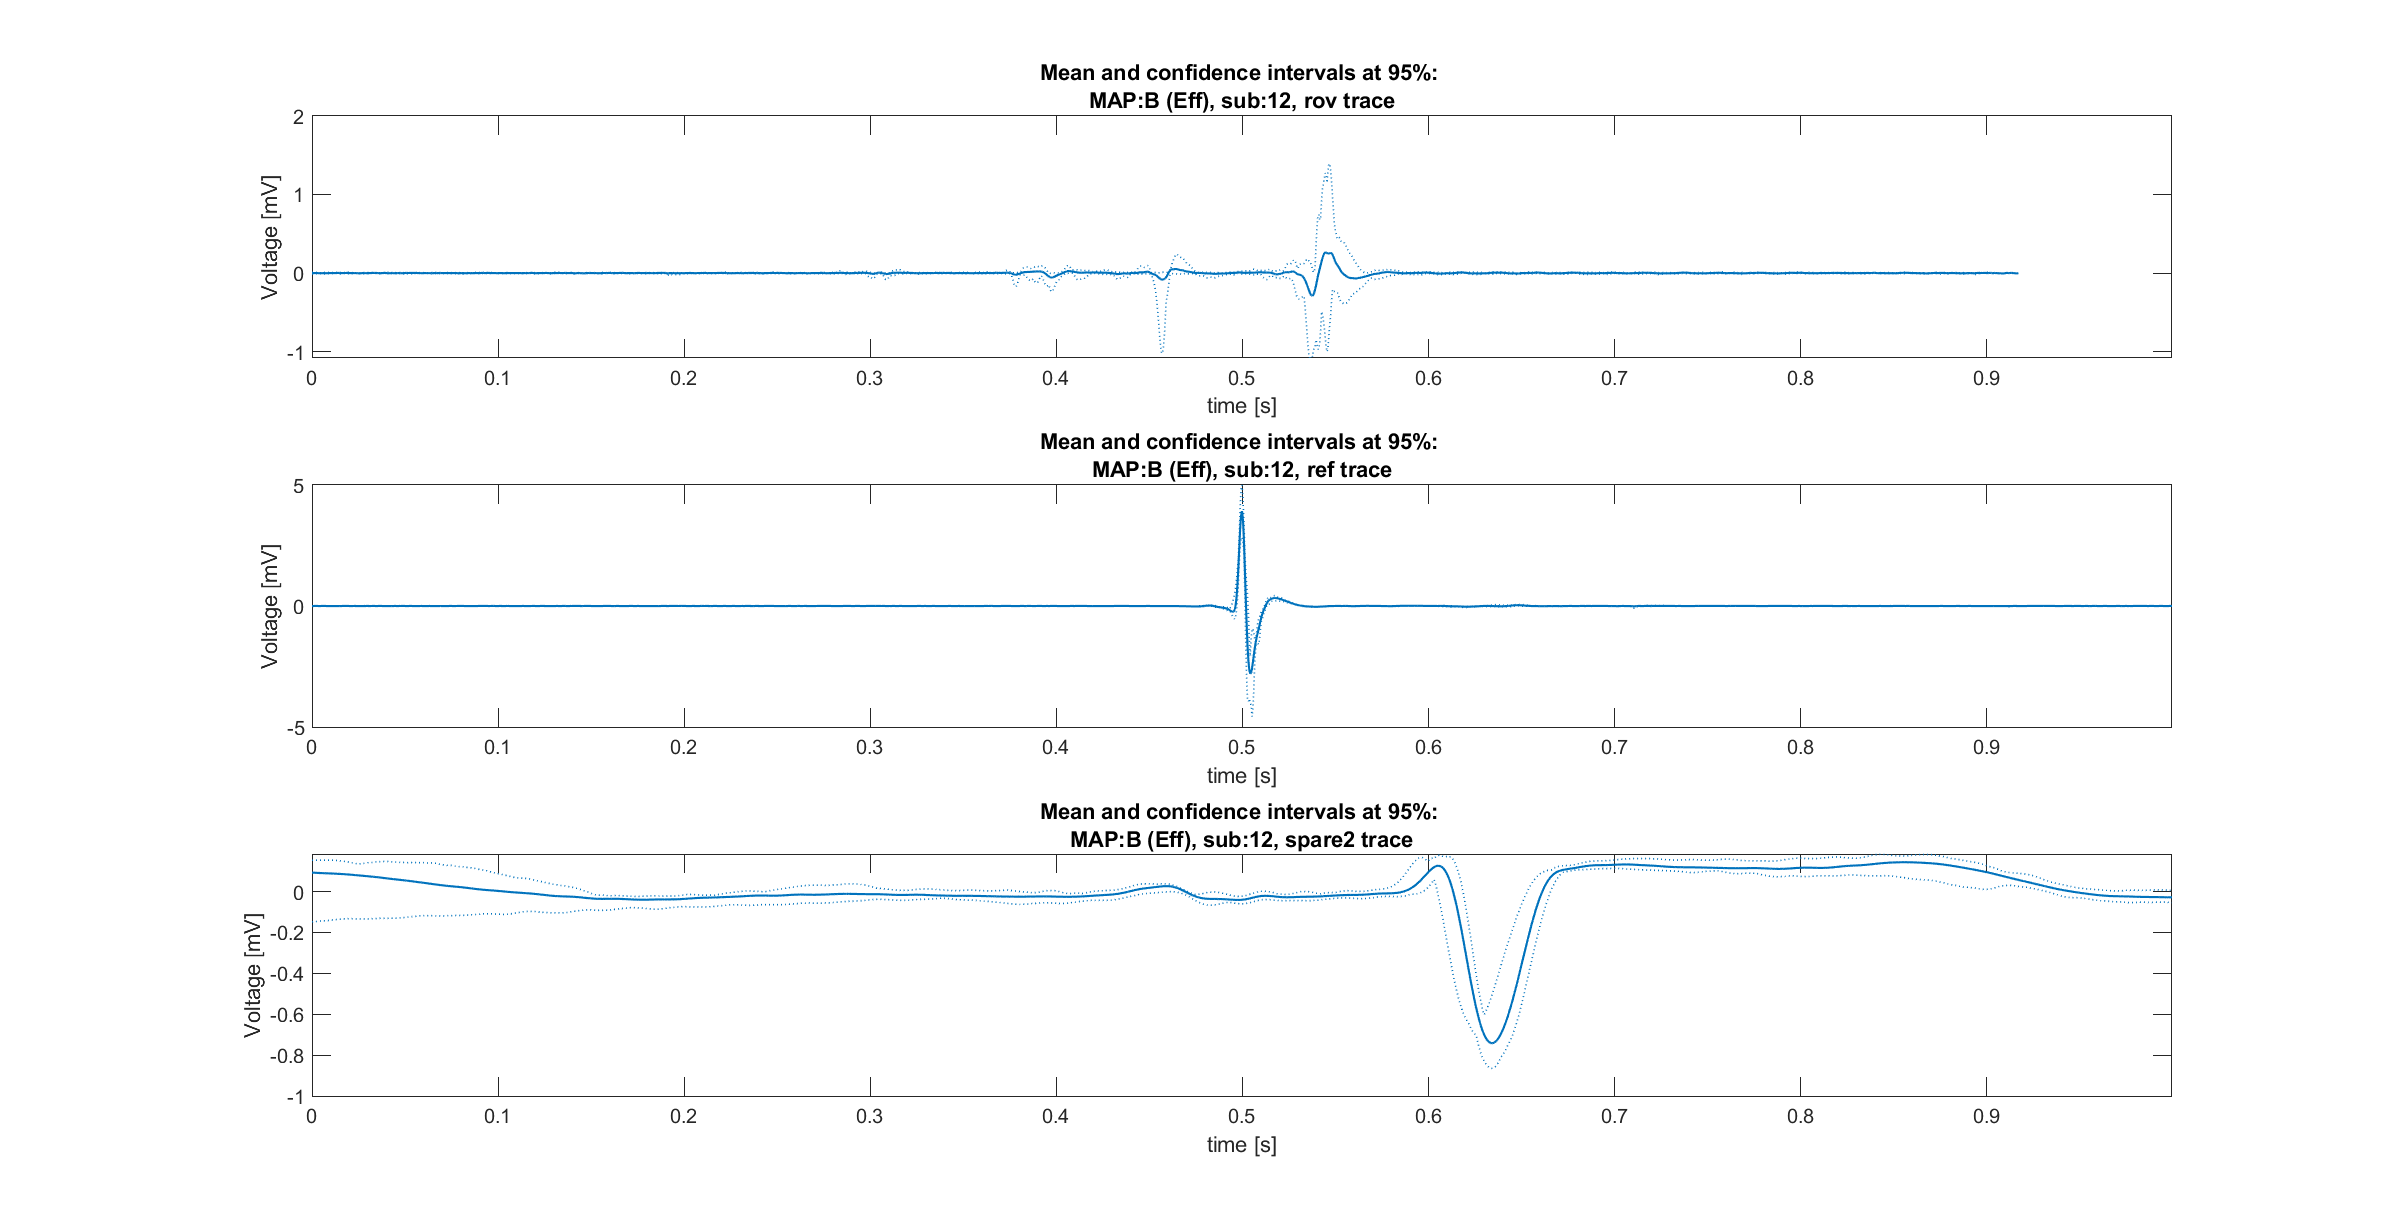 Mean and confidence intervals at 95%:
MAP:B (Eff), sub:12, rov trace
Voltage [mV]
2
1
0
-1
0 0.1 0.2 0.3 0.4 0.5 0.6 0.7 0.8 0.9
time [s]
Mean and confidence intervals at 95%:
MAP:B (Eff), sub:12, ref trace
Voltage [mV]
5
0
-5
0 0.1 0.2 0.3 0.4 0.5 0.6 0.7 0.8 0.9
time [s]
Mean and confidence intervals at 95%:
MAP:B (Eff), sub:12, spare2 trace
Voltage [mV]
0
-0.2
-0.4
-0.6
-0.8
-1
0 0.1 0.2 0.3 0.4 0.5 0.6 0.7 0.8 0.9
time [s]